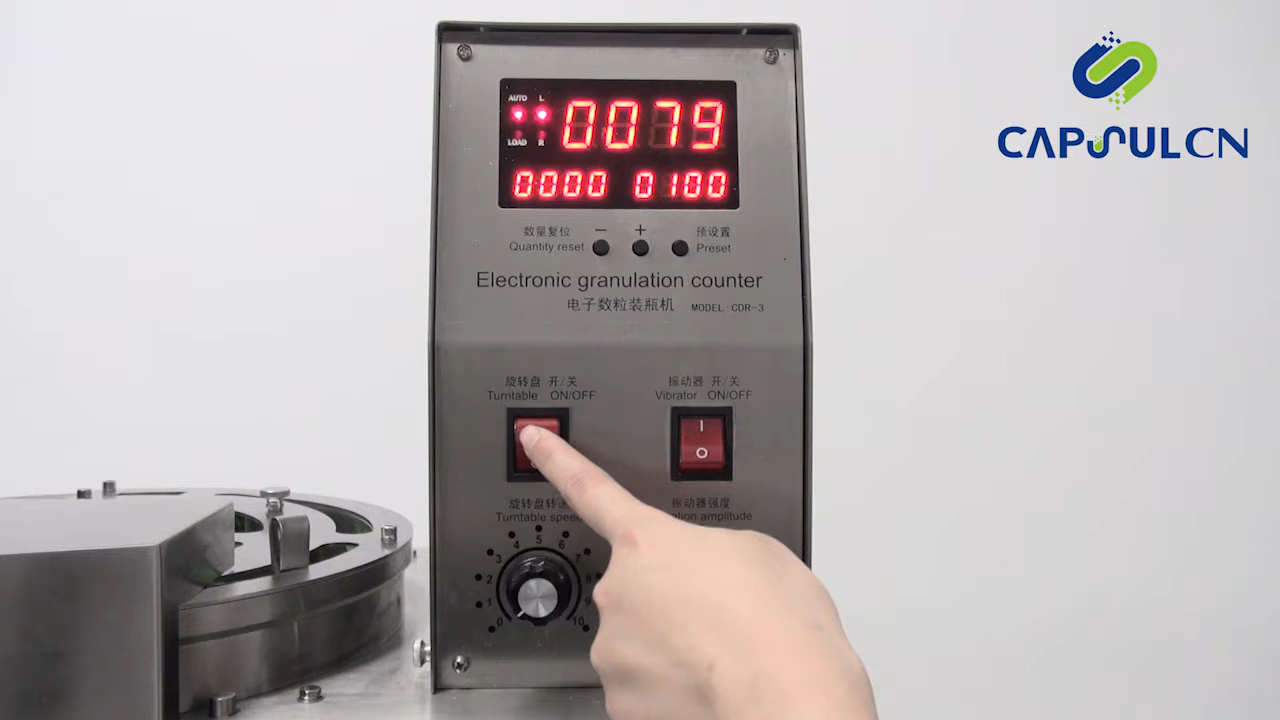 CAPSULCN
AUTO L
LOAD R
0079
0000 0100
数量复位 − + 预设置
Quantity reset Preset
Electronic granulation counter
电子数粒装瓶机 MODEL:CDR-3
旋转盘 开/关
Turntable ON/OFF
振动器 开/关
Vibrator ON/OFF
I
O
旋转盘转速
Turntable speed
振动器强度
amplitude
0 1 2 3 4 5 6 7 8 9 10